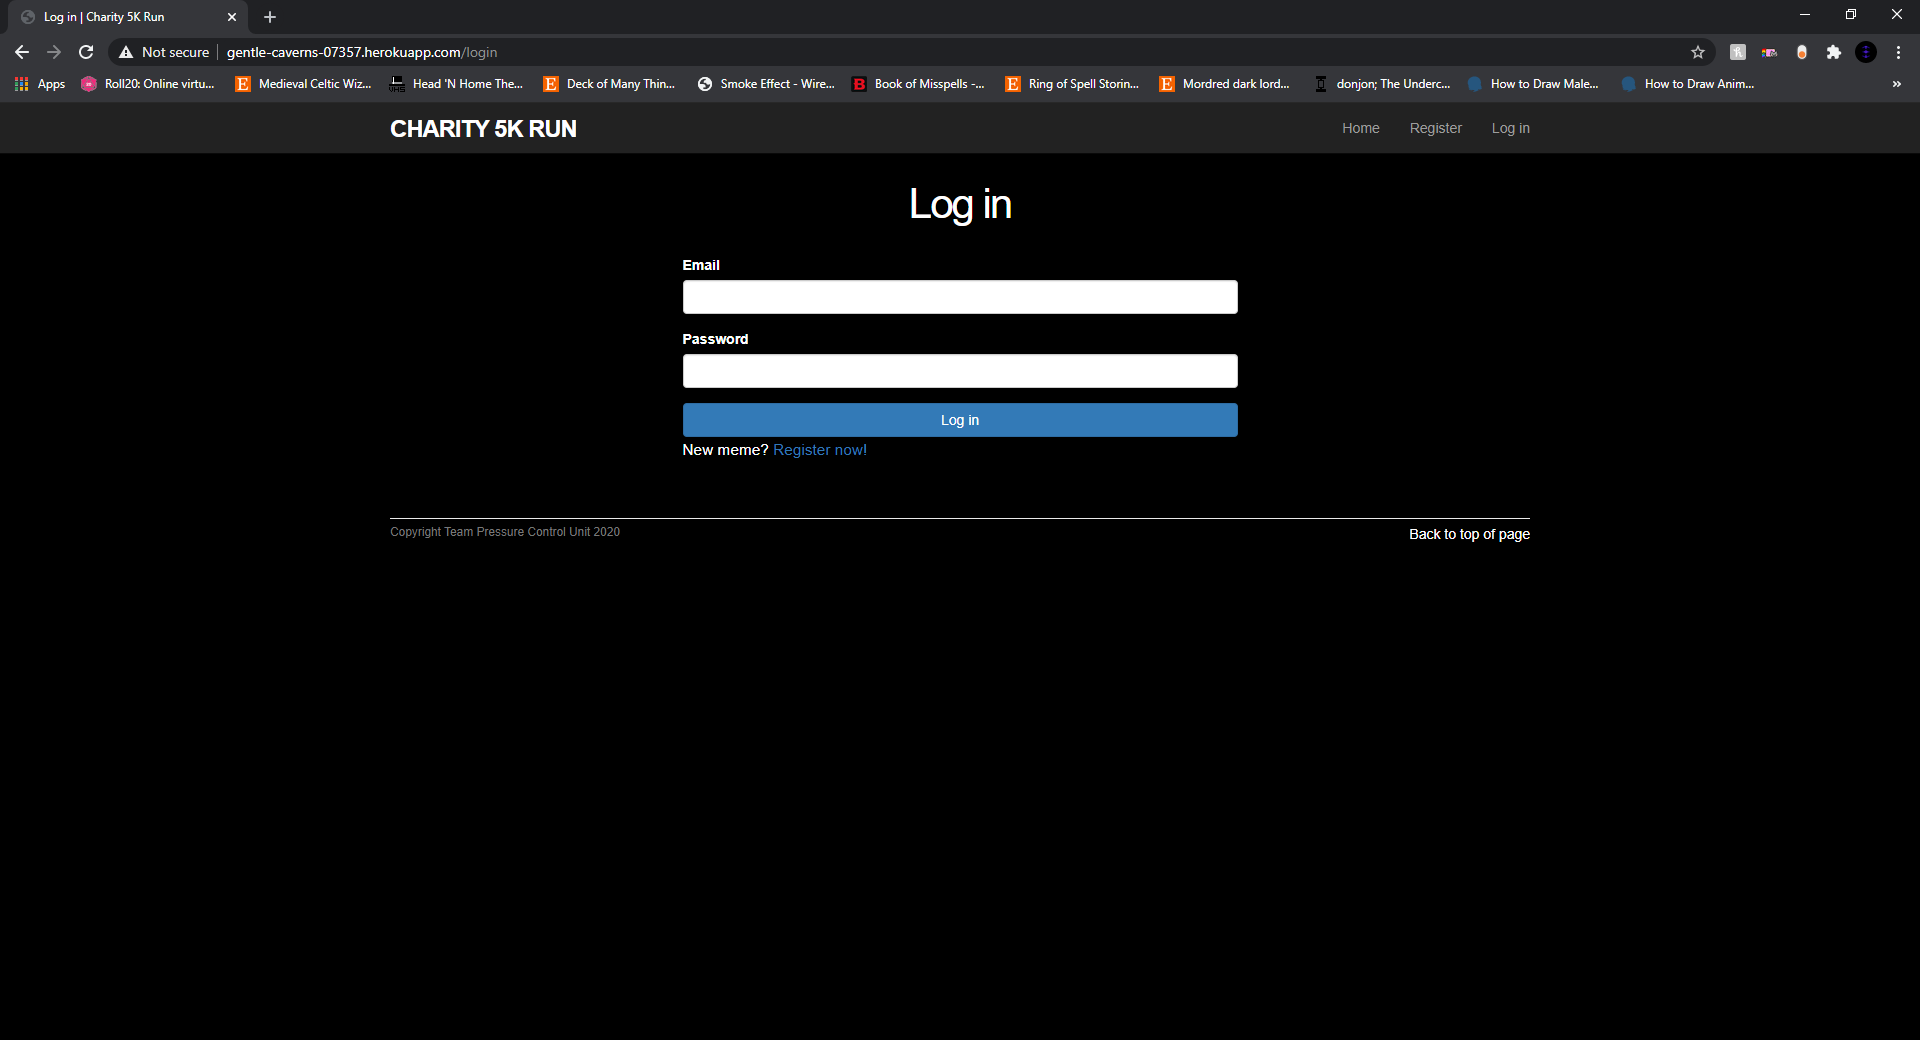 Log in | Charity 5K Run
Not secure
gentle-caverns-07357.herokuapp.com/login
Apps
Roll20: Online virtu...
Medieval Celtic Wiz...
Head 'N Home The...
Deck of Many Thin...
Smoke Effect - Wire...
Book of Misspells -...
Ring of Spell Storin...
Mordred dark lord...
donjon; The Underc...
How to Draw Male...
How to Draw Anim...
CHARITY 5K RUN
Home
Register
Log in
Log in
Email
Password
Log in
New meme? Register now!
Copyright Team Pressure Control Unit 2020
Back to top of page